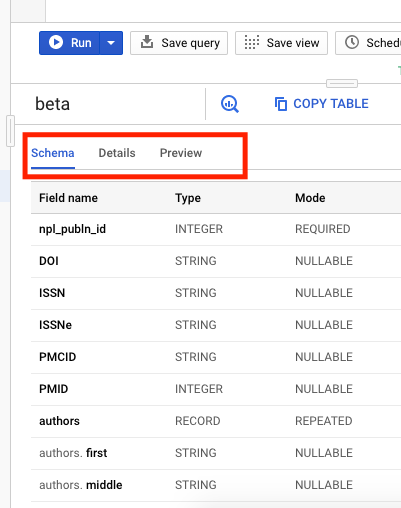 Run Save query Save view
beta COPY TABLE
Schema Details Preview
Field name Type Mode
npl_publn_id INTEGER REQUIRED
DOI STRING NULLABLE
ISSN STRING NULLABLE
ISSNe STRING NULLABLE
PMCID STRING NULLABLE
PMID INTEGER NULLABLE
authors RECORD REPEATED
authors. first STRING NULLABLE
authors. middle STRING NULLABLE